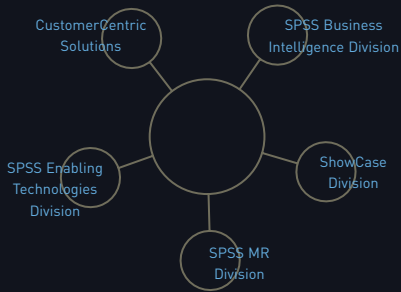 CustomerCentric
Solutions
SPSS Business
Intelligence Division
SPSS Enabling
Technologies
Division
ShowCase
Division
SPSS MR
Division